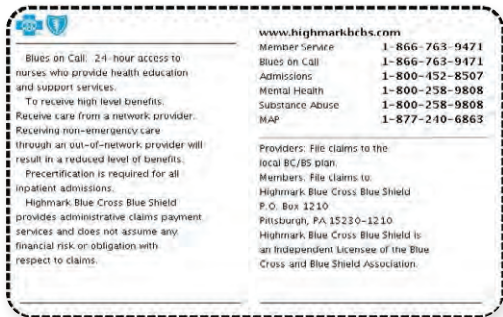 Blues on Call: 24-hour access to
nurses who provide health education
and support services.
To receive high level benefits.
Receive care from a network provider.
Receiving non-emergency care
through an out-of-network provider will
result in a reduced level of benefits.
Precertification is required for all
inpatient admissions.
Highmark Blue Cross Blue Shield
provides administrative claims payment
services and does not assume any
financial risk or obligation with
respect to claims.
www.highmarkbcbs.com
Member Service 1-866-763-9471
Blues on Call 1-866-763-9471
Admissions 1-800-452-8507
Mental Health 1-800-258-9808
Substance Abuse 1-800-258-9808
MAP 1-877-240-6863
Providers: File claims to the
local BC/BS plan.
Members: File claims to:
Highmark Blue Cross Blue Shield
P.O. Box 1210
Pittsburgh, PA 15230-1210
Highmark Blue Cross Blue Shield is
an Independent Licensee of the Blue
Cross and Blue Shield Association.